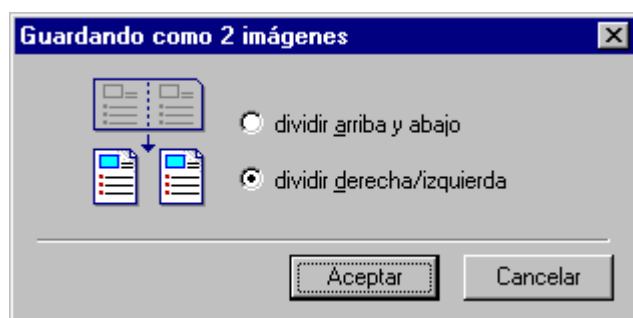 Guardando como 2 imágenes
dividir arriba y abajo
dividir derecha/izquierda
Aceptar
Cancelar